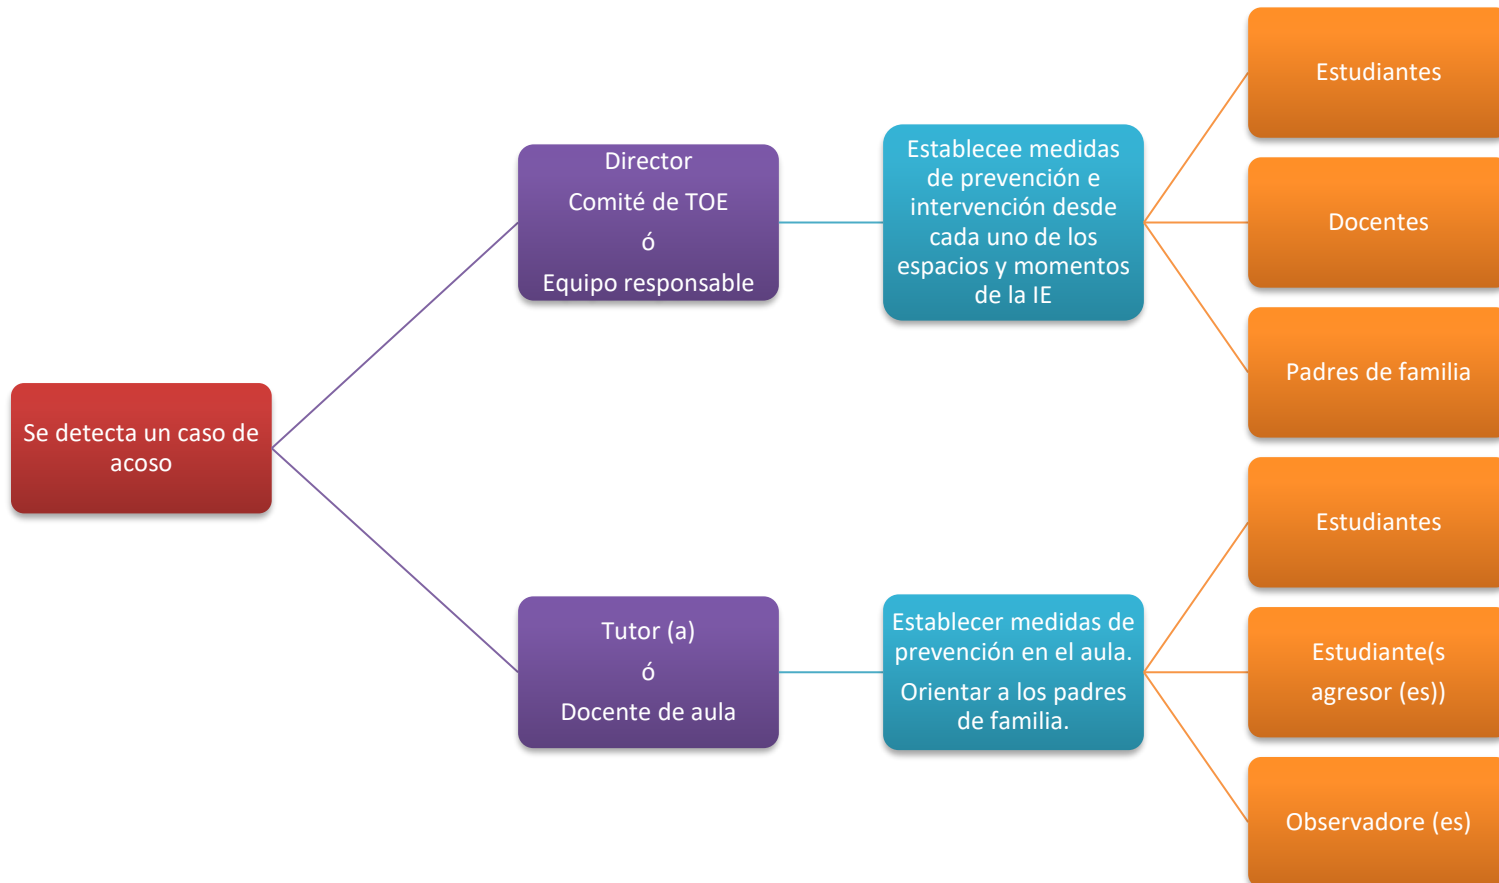 Se detecta un caso de
acoso
Director
Comité de TOE
ó
Equipo responsable
Establecee medidas
de prevención e
intervención desde
cada uno de los
espacios y momentos
de la IE
Estudiantes
Docentes
Padres de familia
Tutor (a)
ó
Docente de aula
Establecer medidas de
prevención en el aula.
Orientar a los padres
de familia.
Estudiantes
Estudiante(s
agresor (es))
Observadore (es)